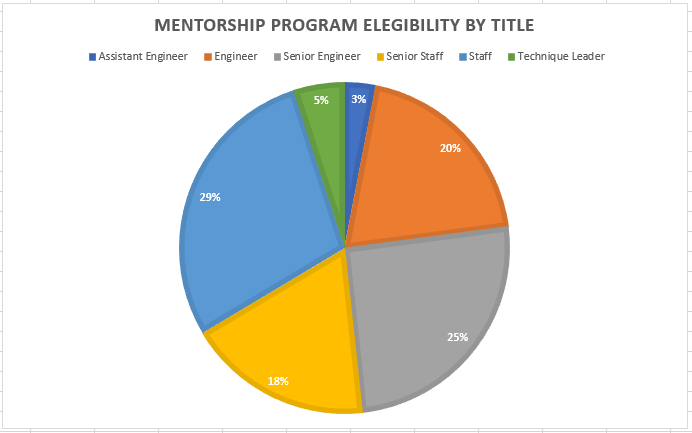 MENTORSHIP PROGRAM ELEGIBILITY BY TITLE
Assistant Engineer Engineer Senior Engineer Senior Staff Staff Technique Leader
5% 3%
20%
29%
25%
18%